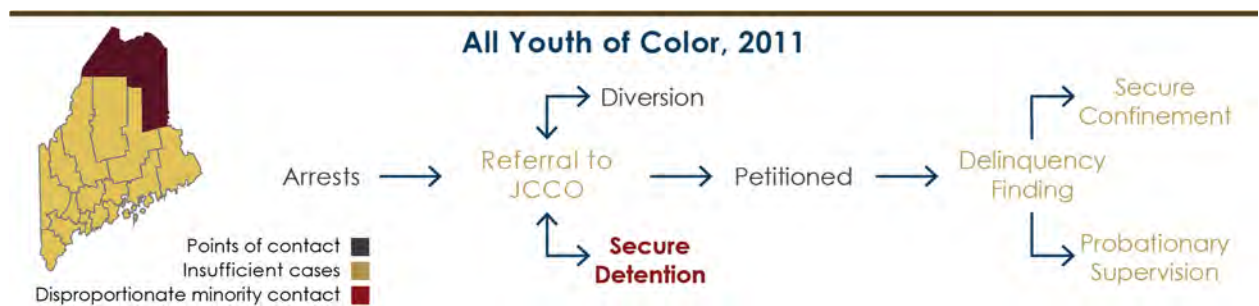 All Youth of Color, 2011
Diversion
Secure
Confinement
Arrests
Referral to
JCCO
Petitioned
Delinquency
Finding
Points of contact
Insufficient cases
Disproportionate minority contact
Secure
Detention
Probationary
Supervision